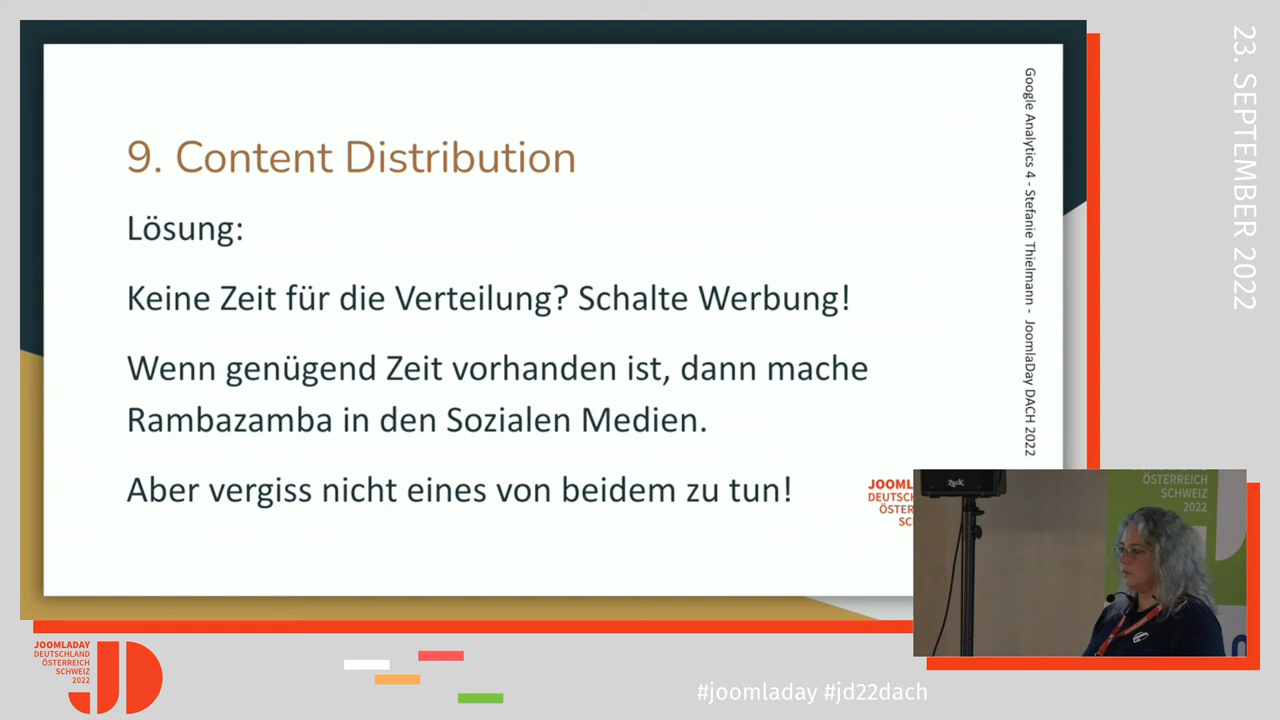 9. Content Distribution
Lösung:
Keine Zeit für die Verteilung? Schalte Werbung!
Wenn genügend Zeit vorhanden ist, dann mache
Rambazamba in den Sozialen Medien.
Aber vergiss nicht eines von beidem zu tun!
Google Analytics 4 - Stefanie Thielmann - JoomlaDay DACH 2022
23. SEPTEMBER 2022
ÖSTERREICH
SCHWEIZ
2022
JOOMLADAY
DEUTSCHLAND
ÖSTERREICH
SCHWEIZ
2022
JD
#joomladay #jd22dach